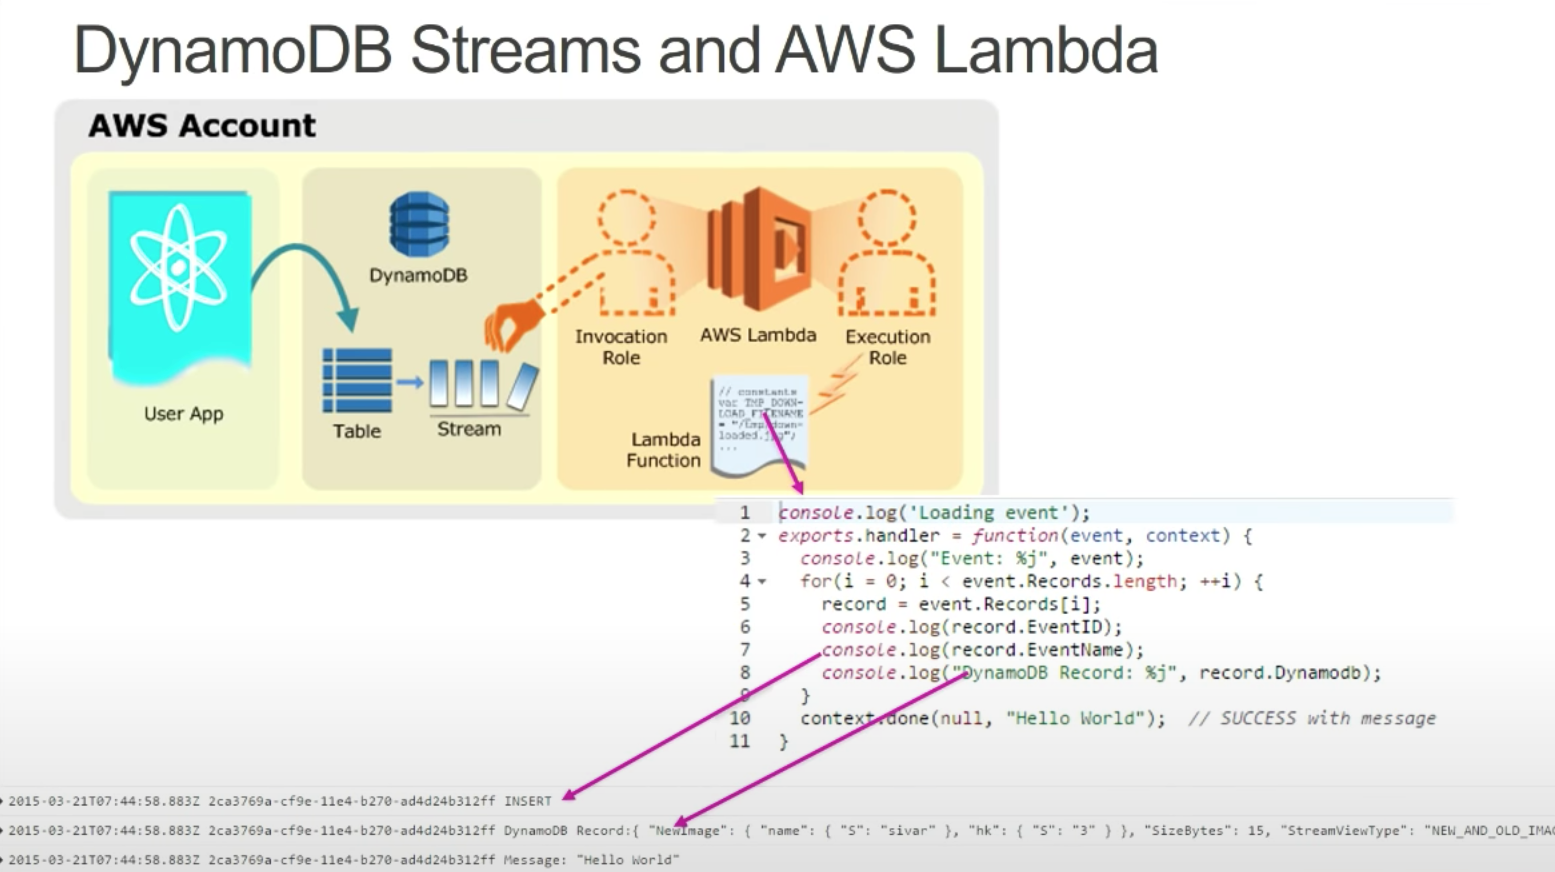 DynamoDB Streams and AWS Lambda
AWS Account
User App
DynamoDB
Table
Stream
Invocation
Role
AWS Lambda
Execution
Role
Lambda
Function
// constants
var TMP_DOWN-
LOAD_FILENAME
= "/tmp/down-
loaded.jpg";
...
1 console.log('Loading event');
2 exports.handler = function(event, context) {
3 console.log("Event: %j", event);
4 for(i = 0; i < event.Records.length; ++i) {
5 record = event.Records[i];
6 console.log(record.EventID);
7 console.log(record.EventName);
8 console.log("DynamoDB Record: %j", record.Dynamodb);
9 }
10 context.done(null, "Hello World"); // SUCCESS with message
11 }
2015-03-21T07:44:58.883Z 2ca3769a-cf9e-11e4-b270-ad4d24b312ff INSERT
2015-03-21T07:44:58.883Z 2ca3769a-cf9e-11e4-b270-ad4d24b312ff DynamoDB Record:{ "NewImage": { "name": { "S": "sivar" }, "hk": { "S": "3" } }, "SizeBytes": 15, "StreamViewType": "NEW_AND_OLD_IMAG
2015-03-21T07:44:58.883Z 2ca3769a-cf9e-11e4-b270-ad4d24b312ff Message: "Hello World"